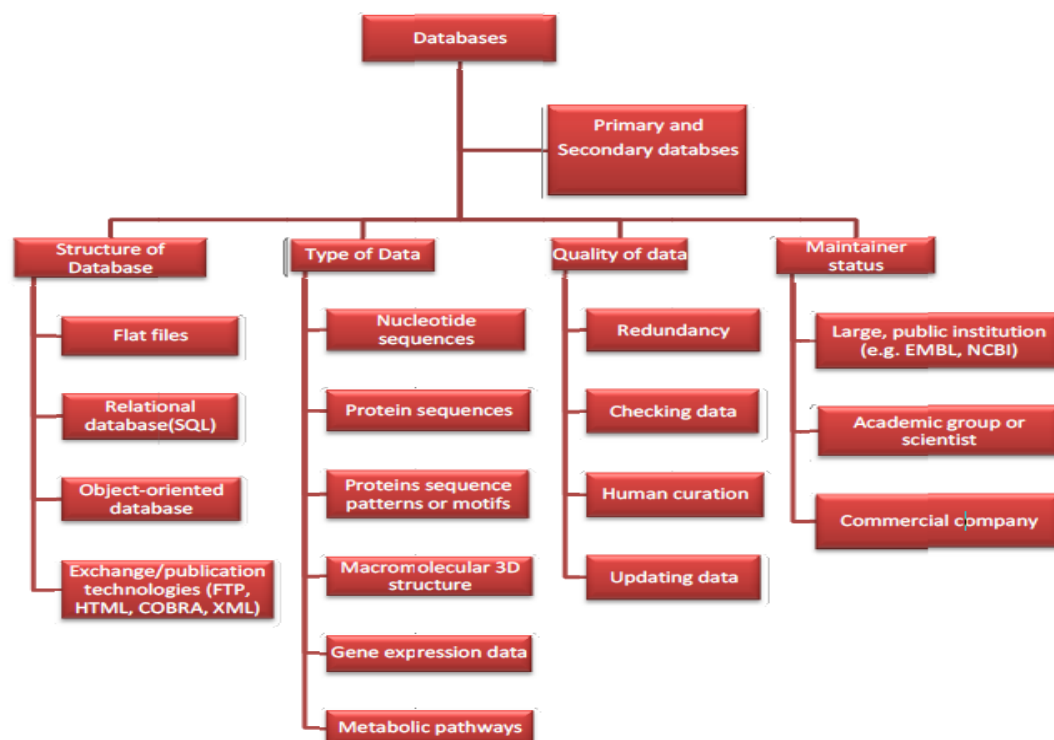 Databases
Primary and
Secondary databses
Structure of
Database
Flat files
Relational
database(SQL)
Object-oriented
database
Exchange/publication
technologies (FTP,
HTML, COBRA, XML)
Type of Data
Nucleotide
sequences
Protein sequences
Proteins sequence
patterns or motifs
Macromolecular 3D
structure
Gene expression data
Metabolic pathways
Quality of data
Redundancy
Checking data
Human curation
Updating data
Maintainer
status
Large, public institution
(e.g. EMBL, NCBI)
Academic group or
scientist
Commercial company